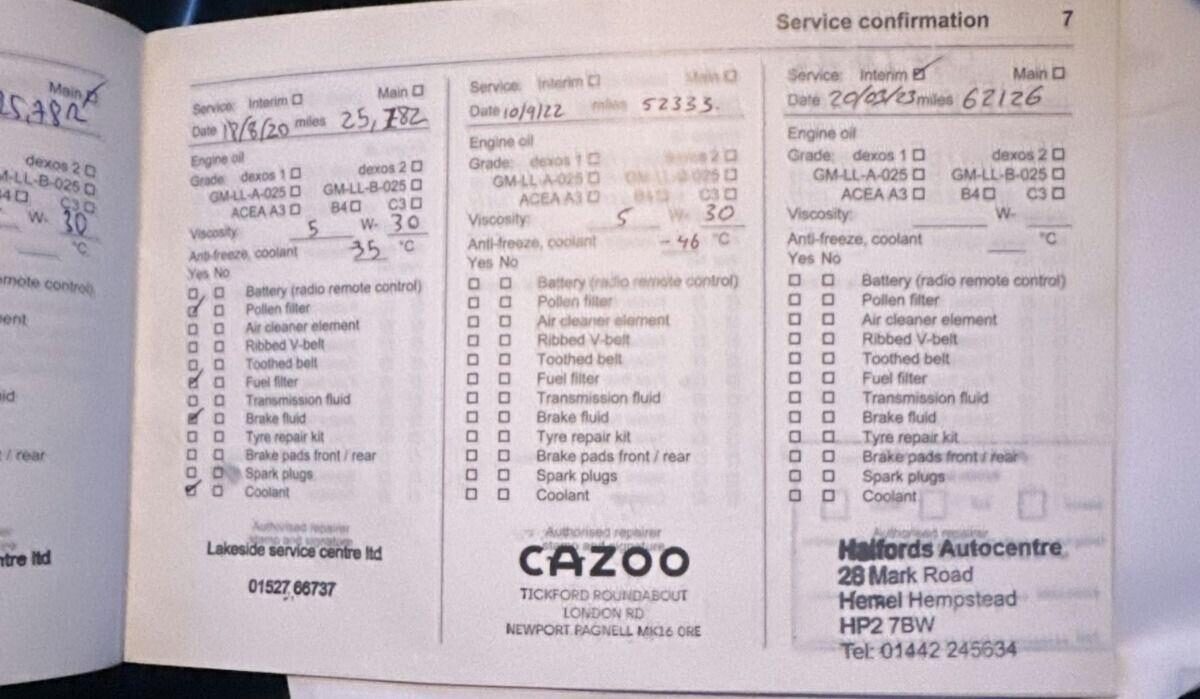 Service confirmation 7
Main
25,782
dexos 2
M-LL-B-025
C3
W- 30
°C
emote control)
ent
id
/ rear
ntre ltd
Service: Interim Main
Date 18/8/20 miles 25,782
Engine oil
Grade: dexos 1 dexos 2
GM-LL-A-025 GM-LL-B-025
ACEA A3 B4 C3
Viscosity: 5 W- 30
Anti-freeze, coolant 35 °C
Yes No
Battery (radio remote control)
Pollen filter
Air cleaner element
Ribbed V-belt
Toothed belt
Fuel filter
Transmission fluid
Brake fluid
Tyre repair kit
Brake pads front / rear
Spark plugs
Coolant
Authorised repairer
stamp and signature
Lakeside service centre ltd
01527 66737
Service: Interim Main
Date 10/9/22 miles 52333.
Engine oil
Grade: dexos 1 dexos 2
GM-LL-A-025 GM-LL-B-025
ACEA A3 B4 C3
Viscosity: 5 W- 30
Anti-freeze, coolant -46 °C
Yes No
Battery (radio remote control)
Pollen filter
Air cleaner element
Ribbed V-belt
Toothed belt
Fuel filter
Transmission fluid
Brake fluid
Tyre repair kit
Brake pads front / rear
Spark plugs
Coolant
Authorised repairer
stamp and signature
CAZOO
TICKFORD ROUNDABOUT
LONDON RD
NEWPORT PAGNELL MK16 0RE
Service: Interim Main
Date 20/03/23 miles 62126
Engine oil
Grade: dexos 1 dexos 2
GM-LL-A-025 GM-LL-B-025
ACEA A3 B4 C3
Viscosity: W-
Anti-freeze, coolant °C
Yes No
Battery (radio remote control)
Pollen filter
Air cleaner element
Ribbed V-belt
Toothed belt
Fuel filter
Transmission fluid
Brake fluid
Tyre repair kit
Brake pads front / rear
Spark plugs
Coolant
Authorised repairer
Halfords Autocentre
28 Mark Road
Hemel Hempstead
HP2 7BW
Tel: 01442 245634